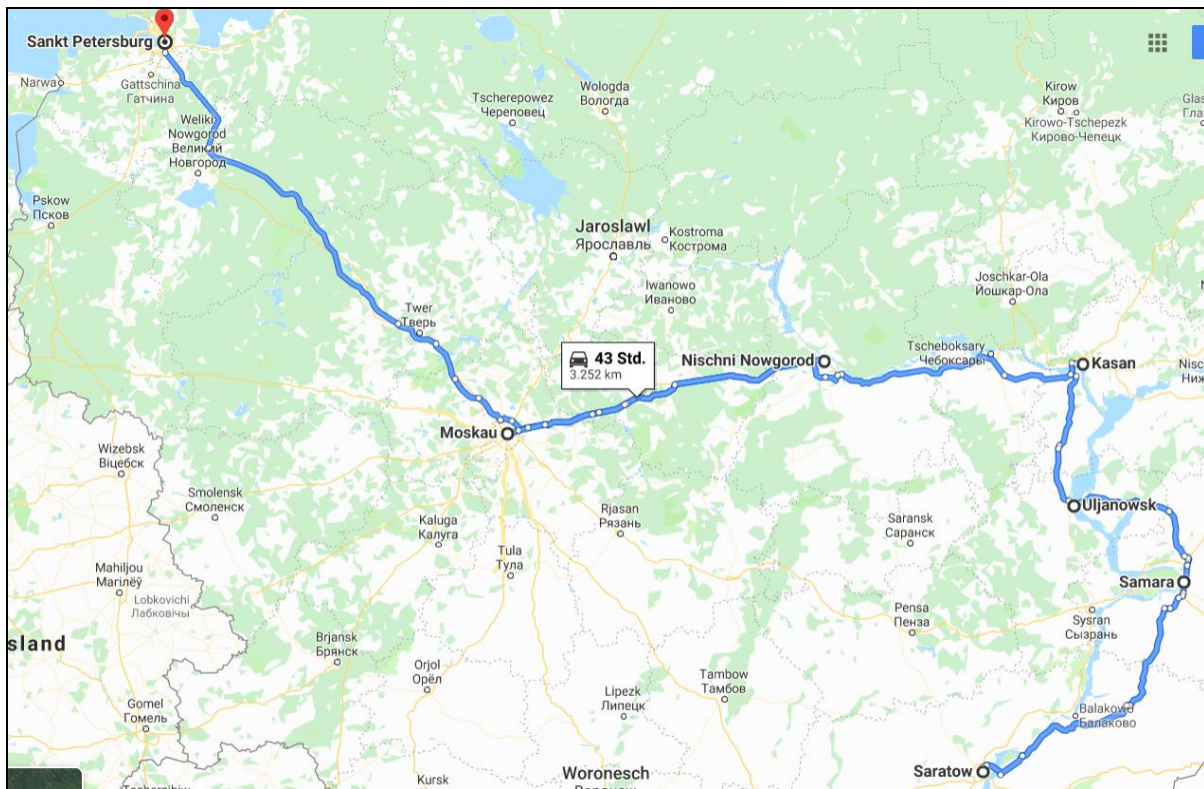 Sankt Petersburg
Narwa
Gattschina
Гатчина
Weliki
Nowgorod
Великий
Новгород
Pskow
Псков
Tscherepowez
Череповец
Wologda
Вологда
Kirow
Киров
Kirowo-Tschepezk
Кирово-Чепецк
Glas
Глаз
Jaroslawl
Ярославль
Kostroma
Кострома
Iwanowo
Иваново
Joschkar-Ola
Йошкар-Ола
Twer
Тверь
43 Std.
3.252 km
Nischni Nowgorod
Tscheboksary
Чебоксары
Kasan
Nisc
Ниж
Moskau
Wizebsk
Віцебск
Smolensk
Смоленск
Kaluga
Калуга
Rjasan
Рязань
Saransk
Саранск
Uljanowsk
Tula
Тула
Mahiljou
Магілёў
Lobkovichi
Лабковічы
Samara
Sysran
Сызрань
Pensa
Пенза
sland
Brjansk
Брянск
Orjol
Орёл
Tambow
Тамбов
Lipezk
Липецк
Gomel
Гомель
Balakowo
Балаково
Saratow
Woronesch
Kursk